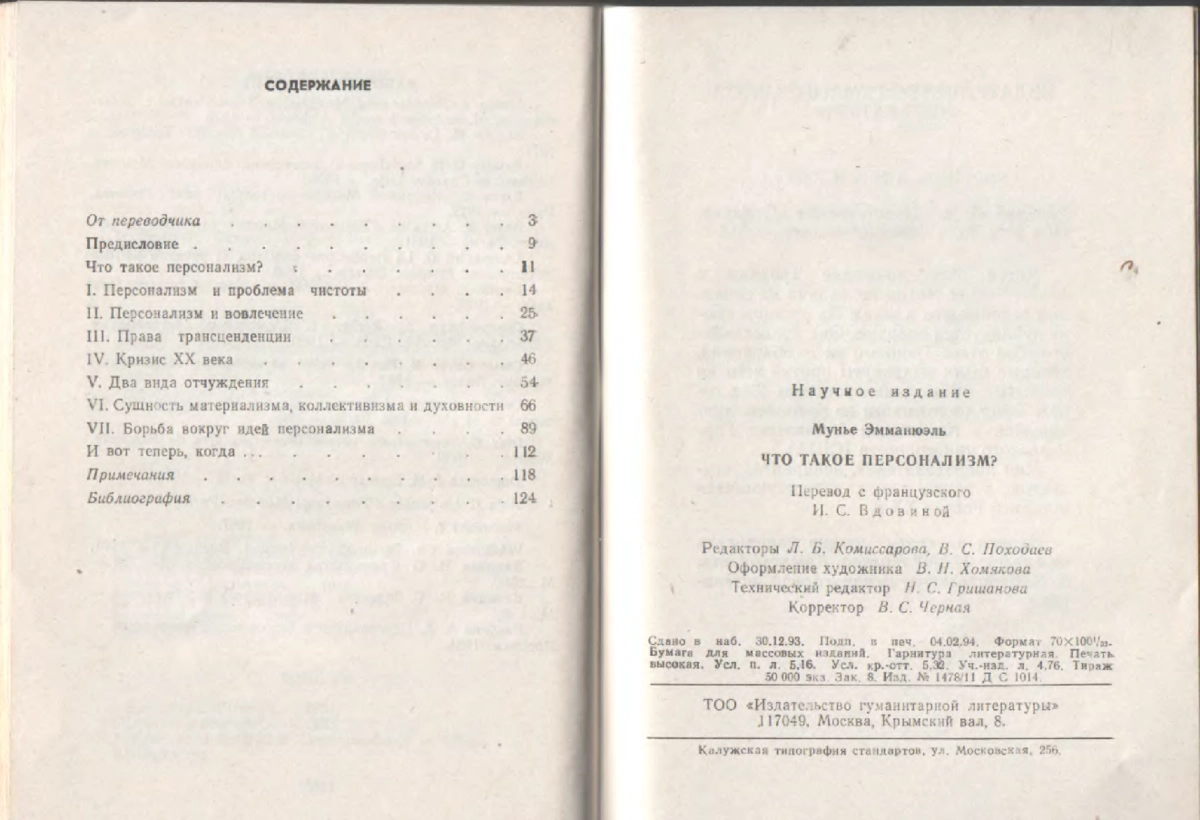 СОДЕРЖАНИЕ
От переводчика . . . . . . . . . 3
Предисловие . . . . . . . . . . 9
Что такое персонализм? . . . . . . . 11
I. Персонализм и проблема чистоты . . . . 14
II. Персонализм и вовлечение . . . . . . 25
III. Права трансценденции . . . . . . 37
IV. Кризис XX века . . . . . . . . 46
V. Два вида отчуждения . . . . . . . 54
VI. Сущность материализма, коллективизма и духовности 66
VII. Борьба вокруг идей персонализма . . . . 89
И вот теперь, когда ... . . . . . . . 112
Примечания . . . . . . . . . . 118
Библиография . . . . . . . . . 124
Научное издание
Мунье Эммануэль
ЧТО ТАКОЕ ПЕРСОНАЛИЗМ?
Перевод с французского
И. С. Вдовиной
Редакторы Л. Б. Комиссарова, В. С. Походаев
Оформление художника В. Н. Хомякова
Технический редактор Н. С. Гришанова
Корректор В. С. Черная
Сдано в наб. 30.12.93. Подп. в печ. 04.02.94. Формат 70×100¹/₃₂.
Бумага для массовых изданий. Гарнитура литературная. Печать
высокая. Усл. п. л. 5,16. Усл. кр.-отт. 5,32. Уч.-изд. л. 4,76. Тираж
50 000 экз. Зак. 8. Изд. № 1478/11 Д С 1014.
ТОО «Издательство гуманитарной литературы»
117049, Москва, Крымский вал, 8.
Калужская типография стандартов, ул. Московская, 256.